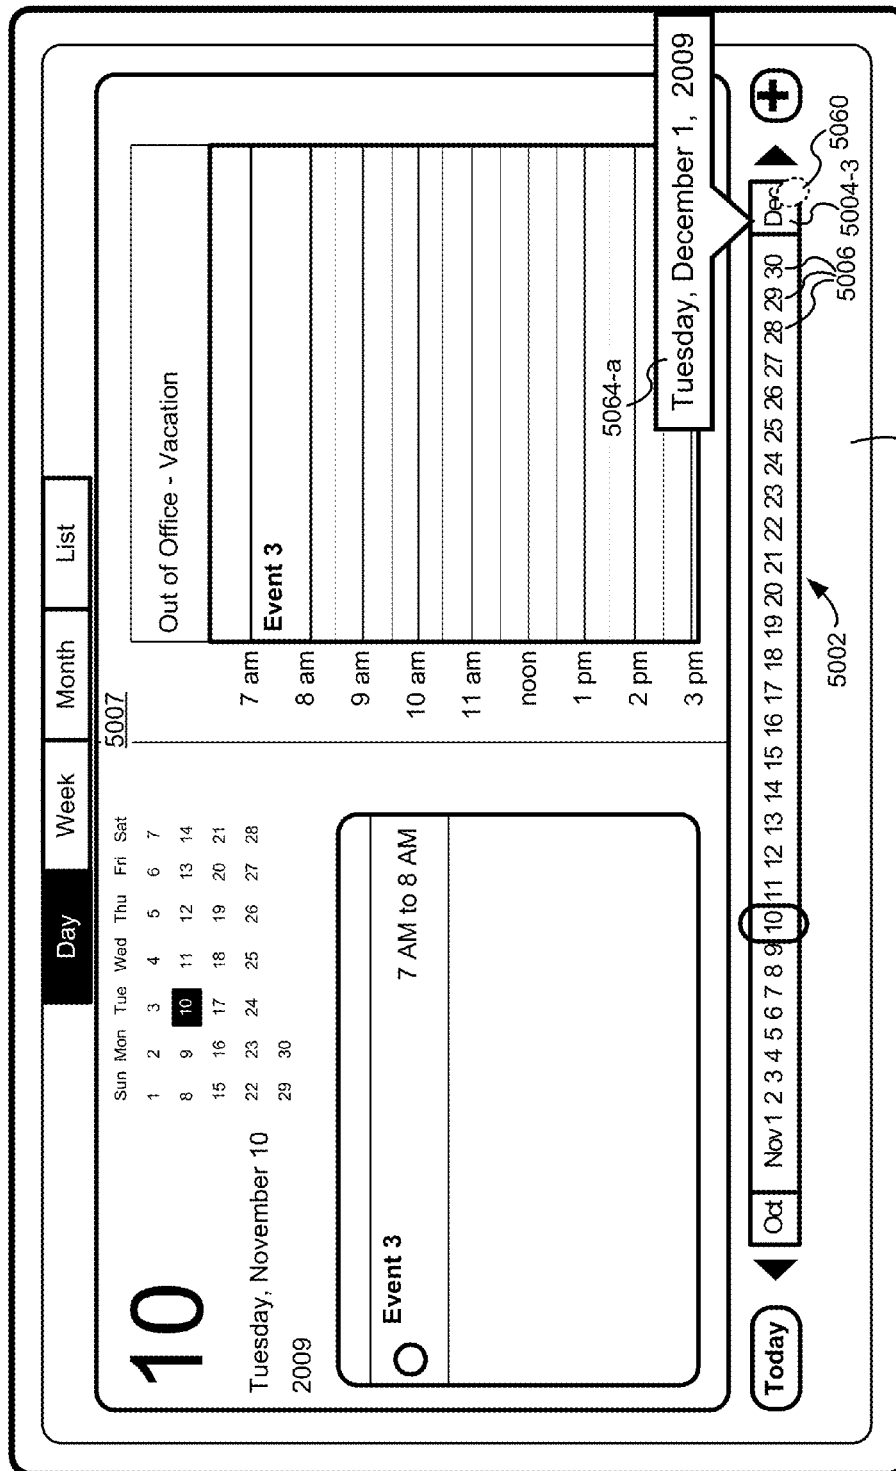 Day Week Month List
10
Tuesday, November 10
2009
Sun Mon Tue Wed Thu Fri Sat
1 2 3 4 5 6 7
8 9 10 11 12 13 14
15 16 17 18 19 20 21
22 23 24 25 26 27 28
29 30
Event 3 7 AM to 8 AM
5007
Out of Office - Vacation
7 am
Event 3
8 am
9 am
10 am
11 am
noon
1 pm
2 pm
3 pm
5064-a
Tuesday, December 1, 2009
Today
Oct Nov 1 2 3 4 5 6 7 8 9 10 11 12 13 14 15 16 17 18 19 20 21 22 23 24 25 26 27 28 29 30 Dec
+
5002
5006
5004-3
5060